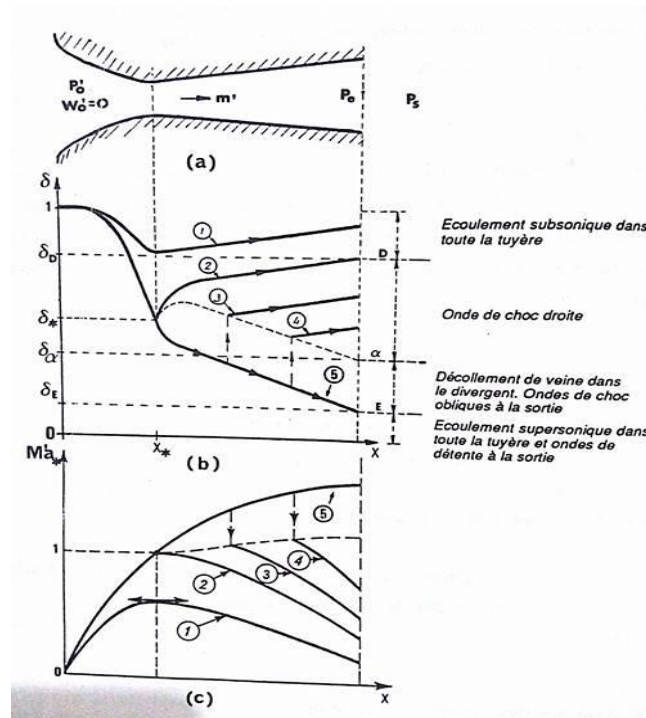 P'o
W'o=0
m'
Po
Ps
(a)
δ
1
1
Ecoulement subsonique dans
toute la tuyère
δD
D
2
3
Onde de choc droite
δ*
4
δα
α
5
Décollement de veine dans
le divergent. Ondes de choc
obliques à la sortie
δE
E
Ecoulement supersonique dans
toute la tuyère et ondes de
détente à la sortie
0
X*
X
Ma*
(b)
5
1
4
3
2
1
0
(c)
X